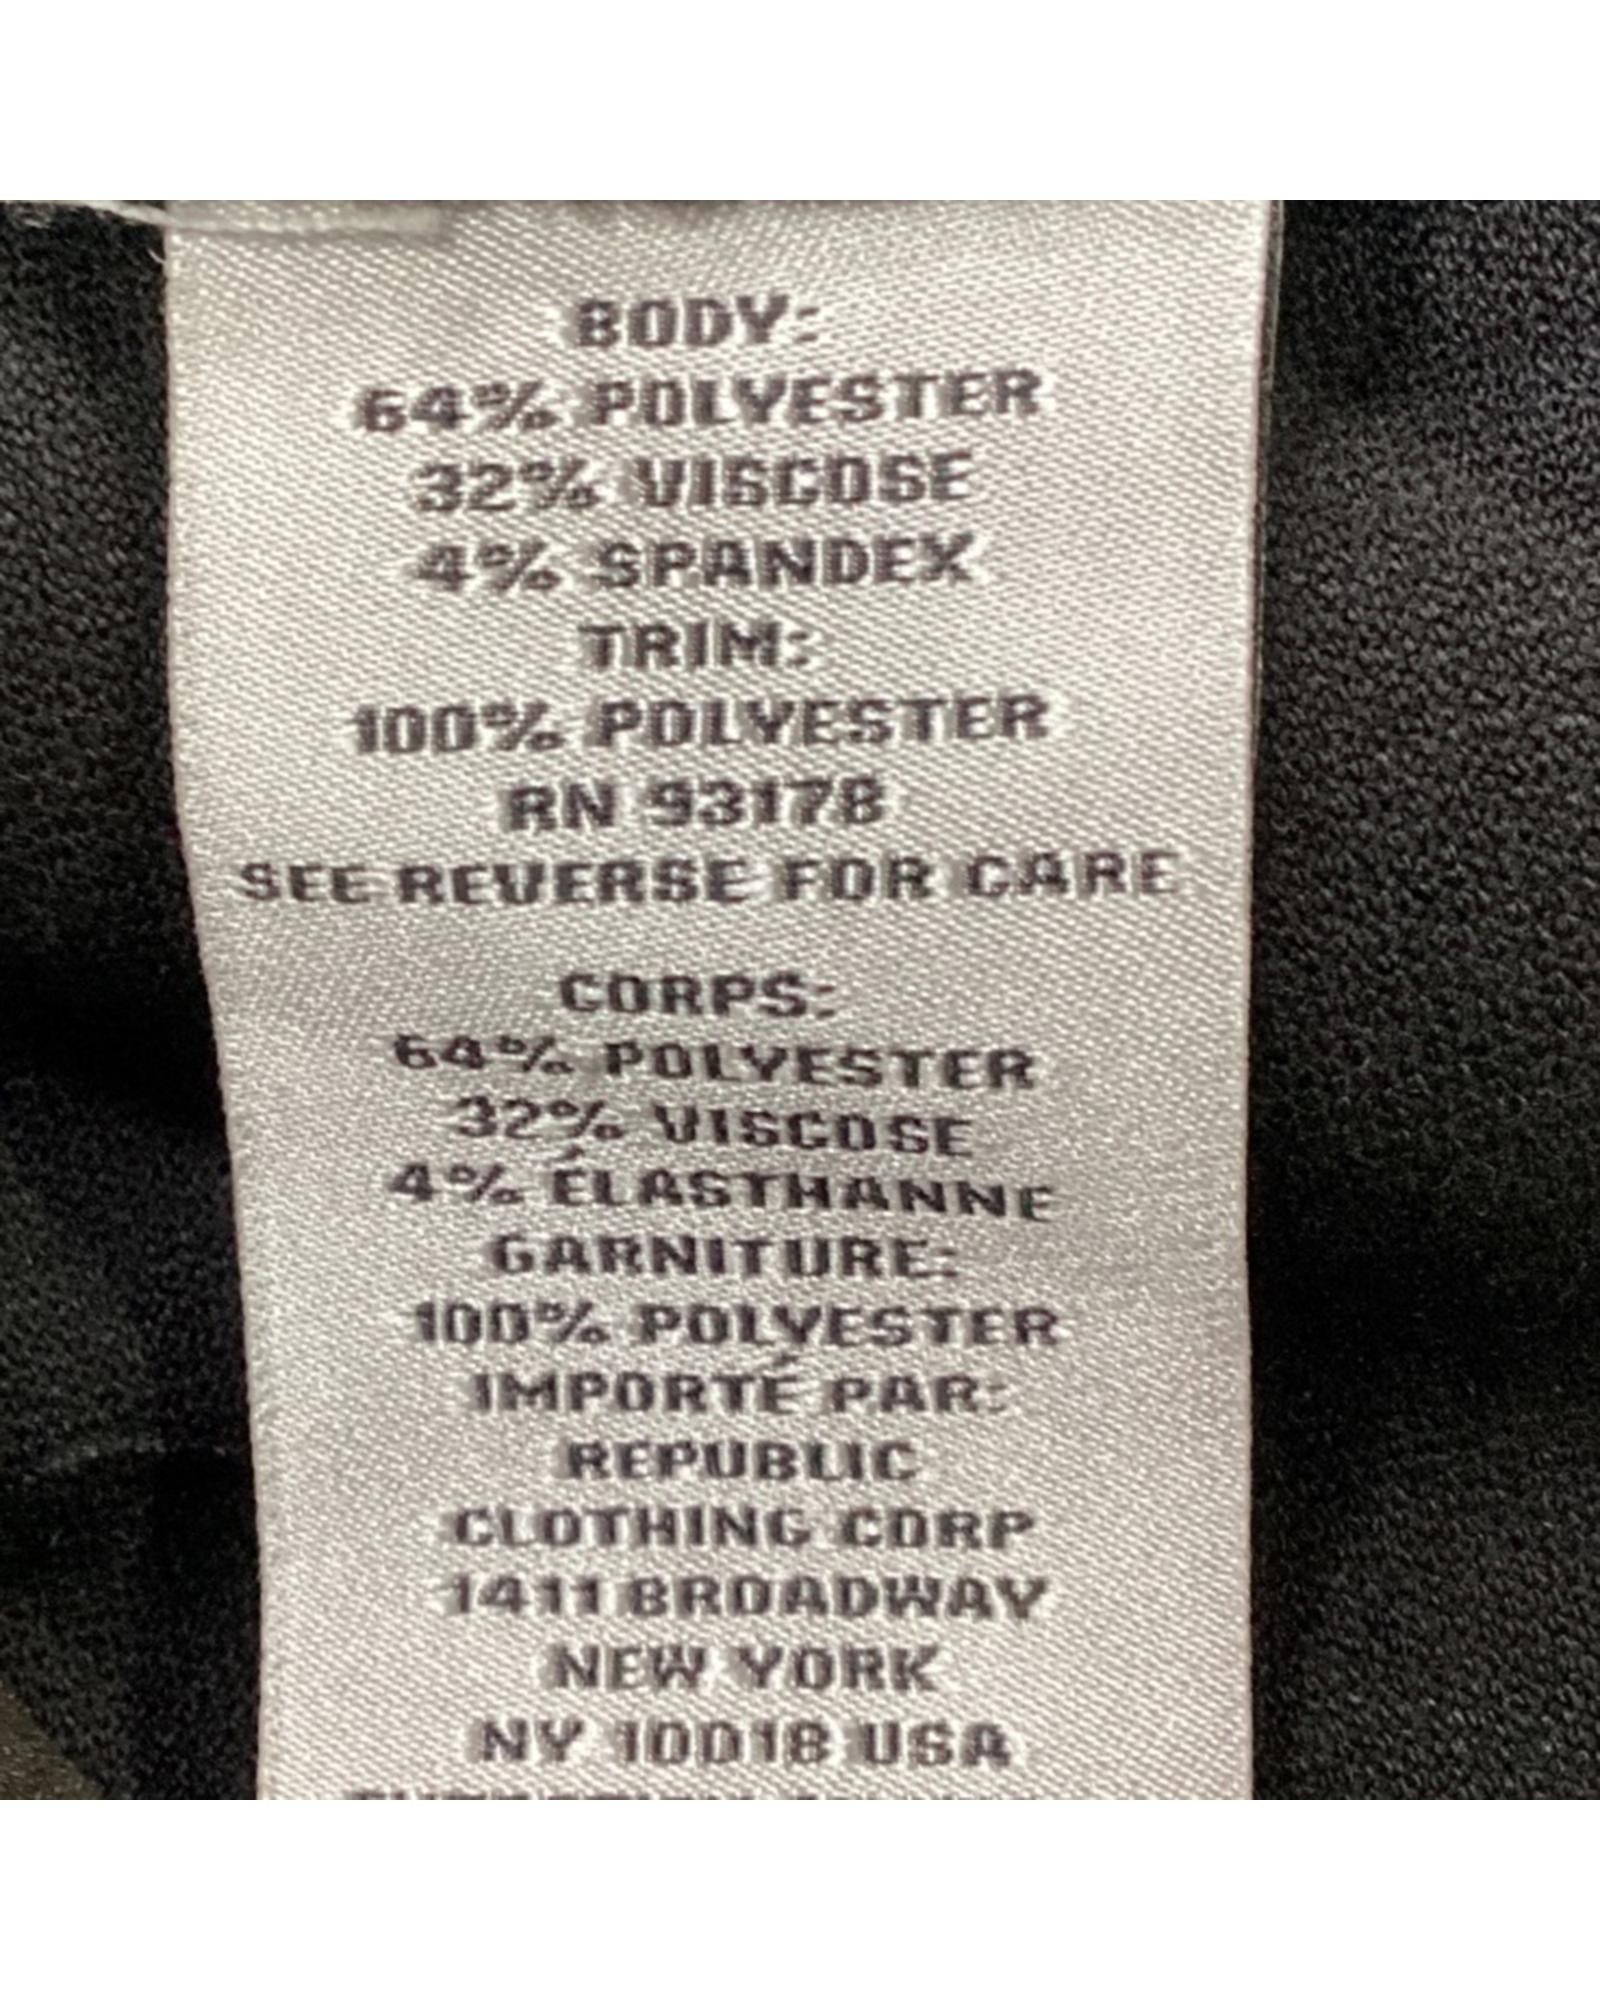 BODY:
64% POLYESTER
32% VISCOSE
4% SPANDEX
TRIM:
100% POLYESTER
RN 93178
SEE REVERSE FOR CARE
CORPS:
64% POLYESTER
32% VISCOSE
4% ÉLASTHANNE
GARNITURE:
100% POLYESTER
IMPORTÉ PAR:
REPUBLIC
CLOTHING CORP
1411 BROADWAY
NEW YORK
NY 10018 USA